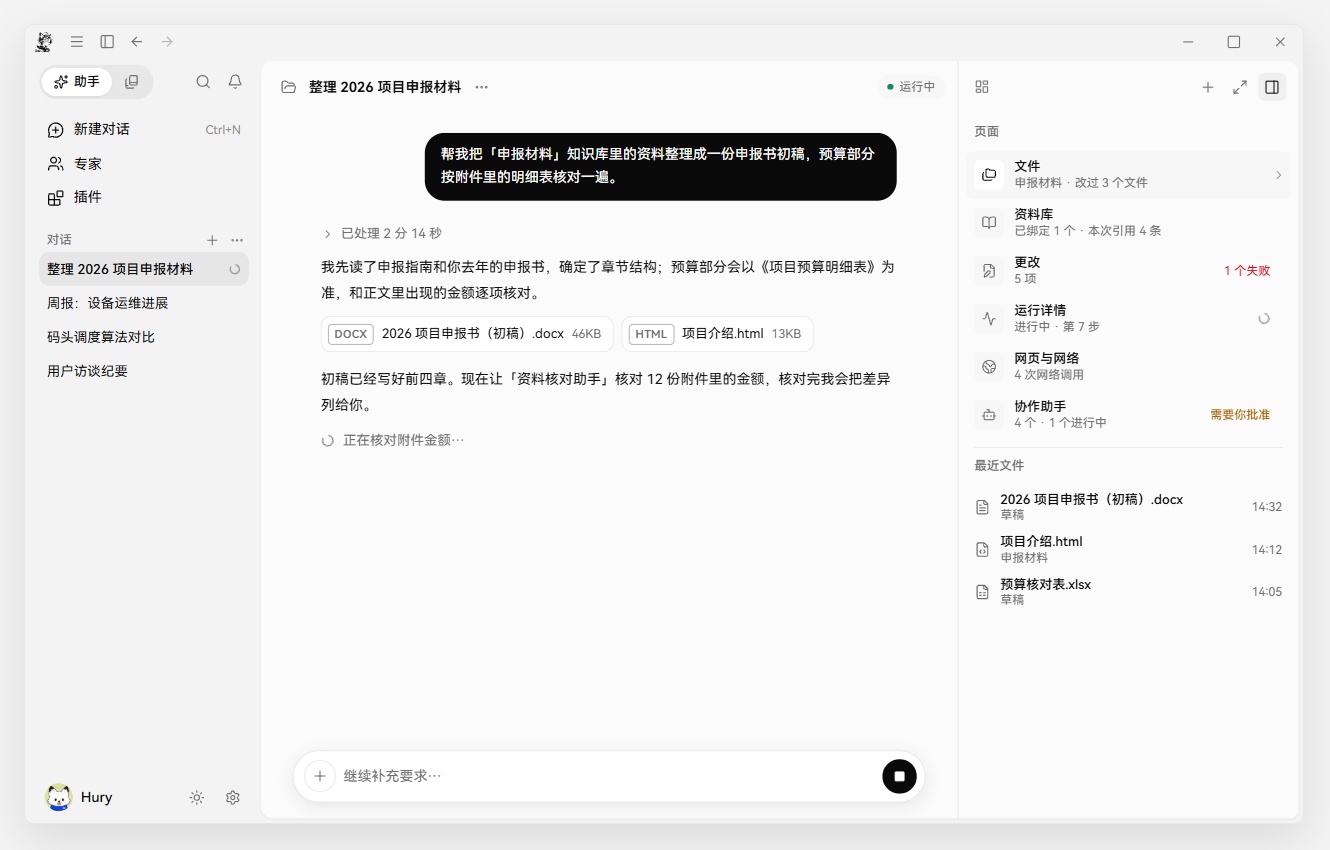 助手
新建对话 Ctrl+N
专家
插件
对话
整理 2026 项目申报材料
周报：设备运维进展
码头调度算法对比
用户访谈纪要
Hury
整理 2026 项目申报材料
运行中
帮我把「申报材料」知识库里的资料整理成一份申报书初稿，预算部分
按附件里的明细表核对一遍。
已处理 2 分 14 秒
我先读了申报指南和你去年的申报书，确定了章节结构；预算部分会以《项目预算明细表》为
准，和正文里出现的金额逐项核对。
DOCX 2026 项目申报书（初稿）.docx 46KB HTML 项目介绍.html 13KB
初稿已经写好前四章。现在让「资料核对助手」核对 12 份附件里的金额，核对完我会把差异
列给你。
正在核对附件金额…
继续补充要求…
页面
文件
申报材料 · 改过 3 个文件
资料库
已绑定 1 个 · 本次引用 4 条
更改
5 项
1 个失败
运行详情
进行中 · 第 7 步
网页与网络
4 次网络调用
协作助手
4 个 · 1 个进行中
需要你批准
最近文件
2026 项目申报书（初稿）.docx
草稿
14:32
项目介绍.html
申报材料
14:12
预算核对表.xlsx
草稿
14:05